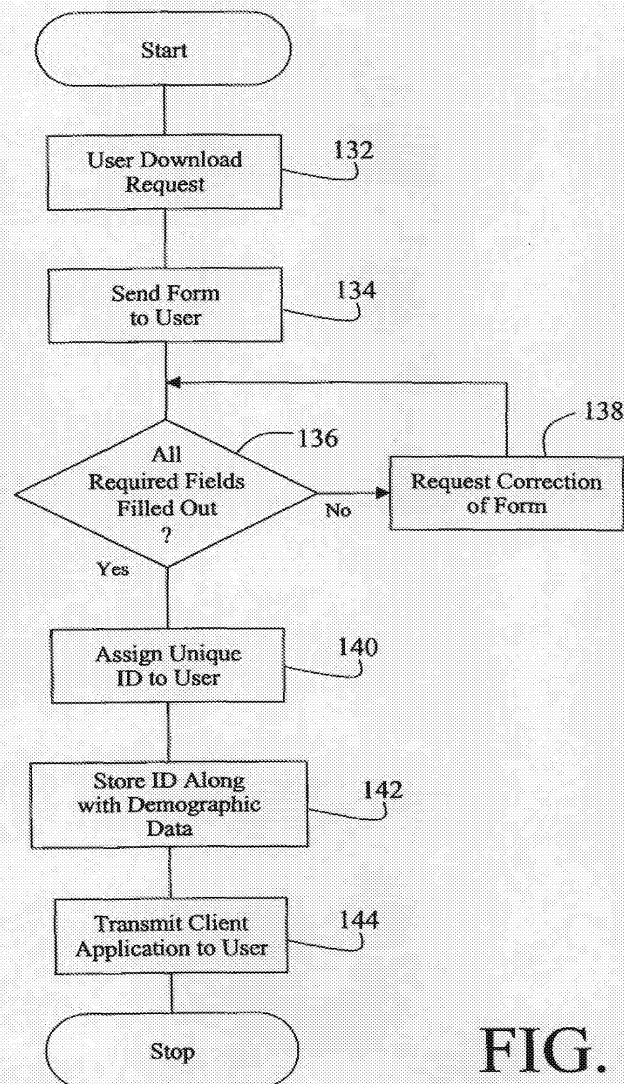 Start
User Download
Request
132
Send Form
to User
134
All
Required Fields
Filled Out
?
136
138
Request Correction
of Form
No
Yes
Assign Unique
ID to User
140
Store ID Along
with Demographic
Data
142
Transmit Client
Application to User
144
Stop
FIG.